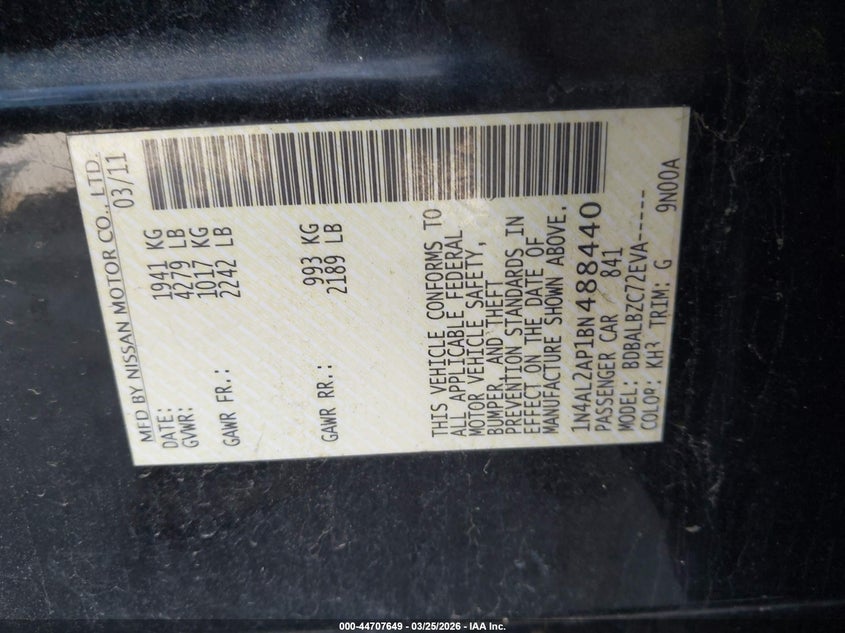 MFD BY NISSAN MOTOR CO., LTD.
DATE: 03/11
GVWR: 1941 KG
4279 LB
GAWR FR.: 1017 KG
2242 LB
GAWR RR.: 993 KG
2189 LB
THIS VEHICLE CONFORMS TO
ALL APPLICABLE FEDERAL
MOTOR VEHICLE SAFETY,
BUMPER, AND THEFT
PREVENTION STANDARDS IN
EFFECT ON THE DATE OF
MANUFACTURE SHOWN ABOVE.
1N4AL2AP1BN488440
PASSENGER CAR 841
MODEL: BDBALBZC72EVA-----
COLOR: KH3 TRIM: G 9N00A
000-44707649 - 03/25/2026 - IAA Inc.